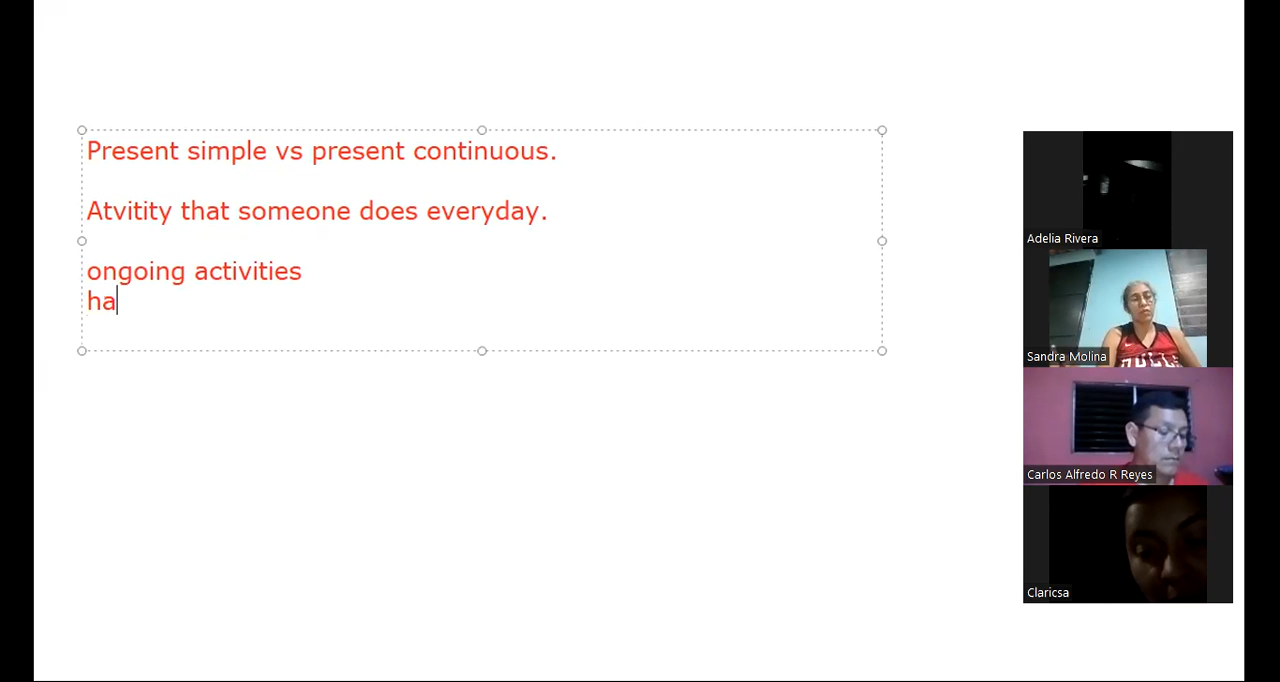 Present simple vs present continuous.
Atvitity that someone does everyday.
ongoing activities
ha
Adelia Rivera
Sandra Molina
Carlos Alfredo R Reyes
Claricsa